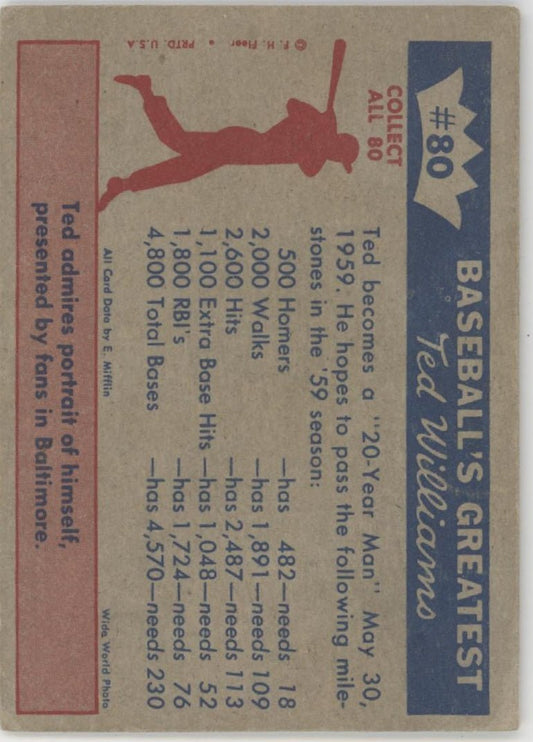 #80
BASEBALL'S GREATEST
Ted Williams
COLLECT
ALL 80
Ted becomes a "20-Year Man" May 30,
1959. He hopes to pass the following mile-
stones in the '59 season:
500 Homers —has 482—needs 18
2,000 Walks —has 1,891—needs 109
2,600 Hits —has 2,487—needs 113
1,100 Extra Base Hits —has 1,048—needs 52
1,800 RBI's —has 1,724—needs 76
4,800 Total Bases —has 4,570—needs 230
© F. H. Fleer • PRTD. U.S.A
All Card Data by E. Mifflin
Wide World Photo
Ted admires portrait of himself,
presented by fans in Baltimore.